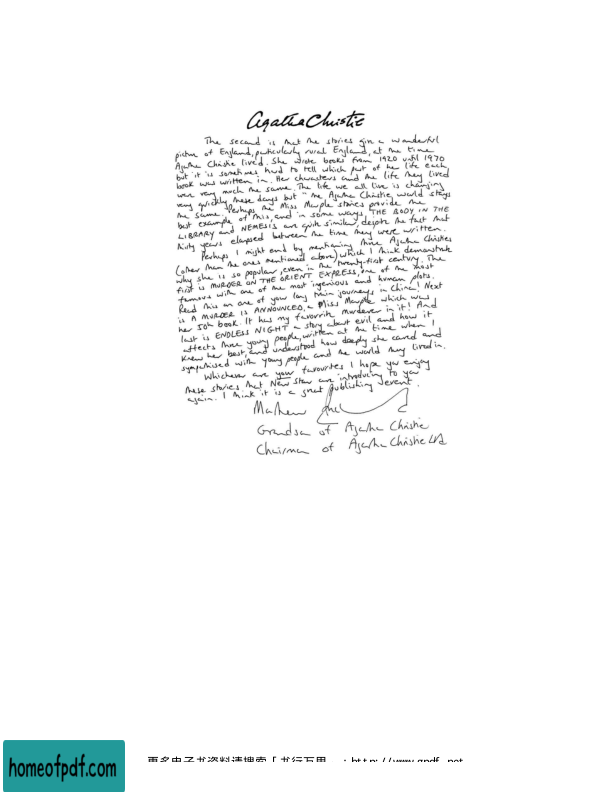 Agatha Christie
The second is that the stories give a wonderful
picture of England, particularly rural England, at the time
Agatha Christie lived. She wrote books from 1920 until 1970
but it is sometimes hard to tell which part of her life each
book was written in. Her characters and the life they lived
were very much the same. The life we all live is changing
very quickly these days but "the Agatha Christie, world stays
the same. Perhaps the Miss Marple stories provide the
best example of this, and in some ways THE BODY IN THE
LIBRARY and NEMESIS are quite similar, despite the fact that
thirty years elapsed between the time they were written.
Perhaps I might end by mentioning three Agatha Christies
(other than the ones mentioned above) which I think demonstrate
why she is so popular, even in the twenty-first century. The
first is MURDER ON THE ORIENT EXPRESS, one of the most
famous with one of the most ingenious and human plots.
Read this on one of your long train journeys in China! Next
is A MURDER IS ANNOUNCED, a Miss Marple which was
her 50th book. It has my favourite murderer in it! And
last is ENDLESS NIGHT a story about evil and how it
affects three young people, written at the time when I
knew her best, and understood how deeply she cared and
sympathised with young people and the world they lived in.
Whichever are your favourites I hope you enjoy
these stories that New Star are introducing to you
again. I think it is a great publishing event.
Mathew
Grandson of Agatha Christie
Chairman of Agatha Christie Ltd
homeofpdf.com
更多电子书资料请搜索「书行万里